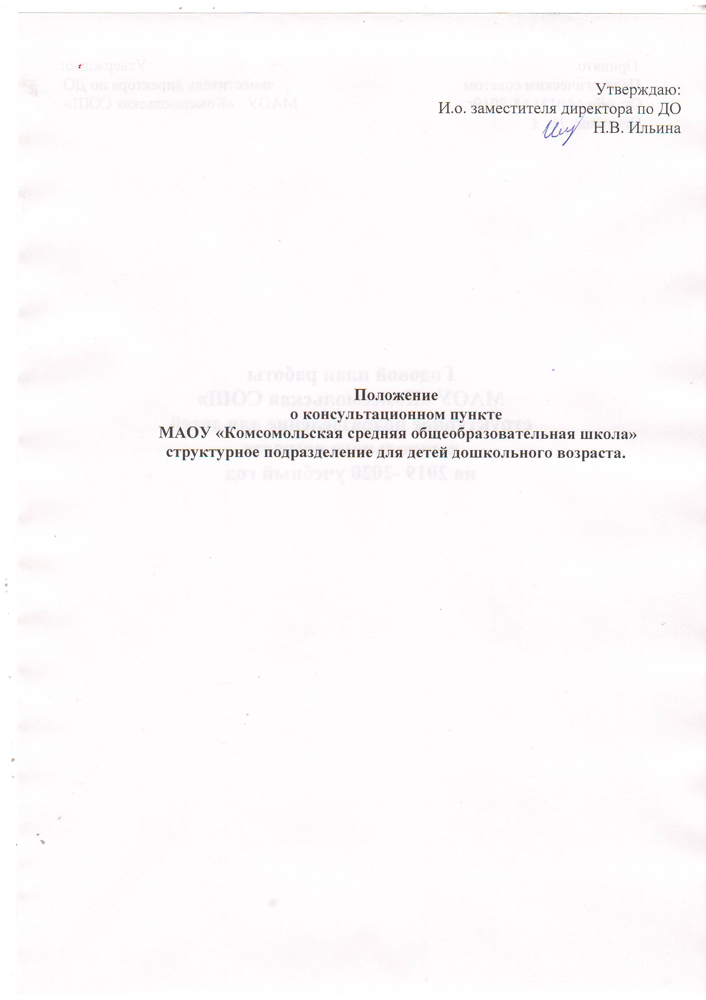 Утверждаю:
И.о. заместителя директора по ДО
Н.В. Ильина
Положение
о консультационном пункте
МАОУ «Комсомольская средняя общеобразовательная школа»
структурное подразделение для детей дошкольного возраста.